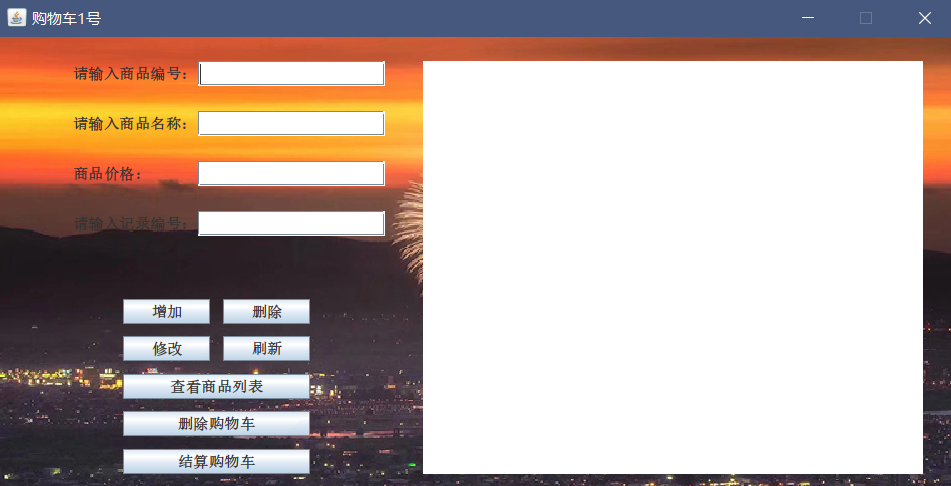 购物车1号
请输入商品编号：
请输入商品名称：
商品价格：
请输入记录编号：
增加 删除
修改 刷新
查看商品列表
删除购物车
结算购物车